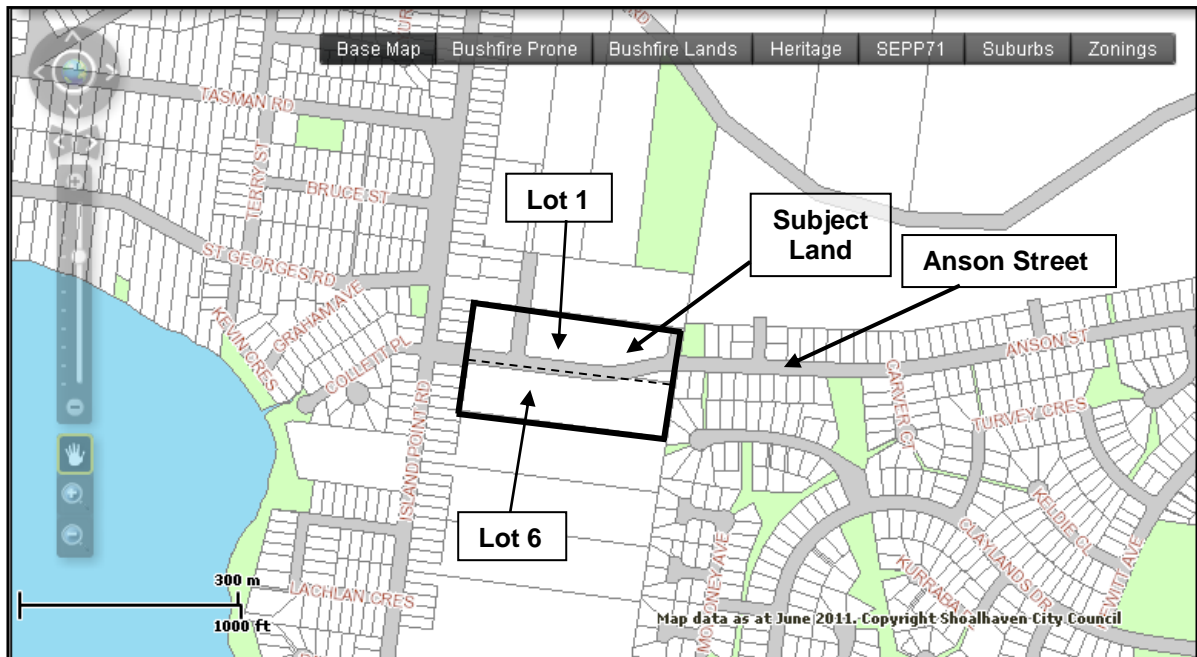 RD
Base Map Bushfire Prone Bushfire Lands Heritage SEPP71 Suburbs Zonings
TASMAN RD
TERRY ST
BRUCE ST
Lot 1
Subject
Land
Anson Street
ST GEORGES RD
KEVIN CRES
GRAHAM AVE
COLLETT PL
ISLAND POINT RD
ANSON ST
CARVER CT
TURVEY CRES
Lot 6
KELDIE CL
CLAYLANDS DR
HEWITT AVE
300 m
1000 ft
LACHLAN CRES
Map data as at June 2011. Copyright Shoalhaven City Council